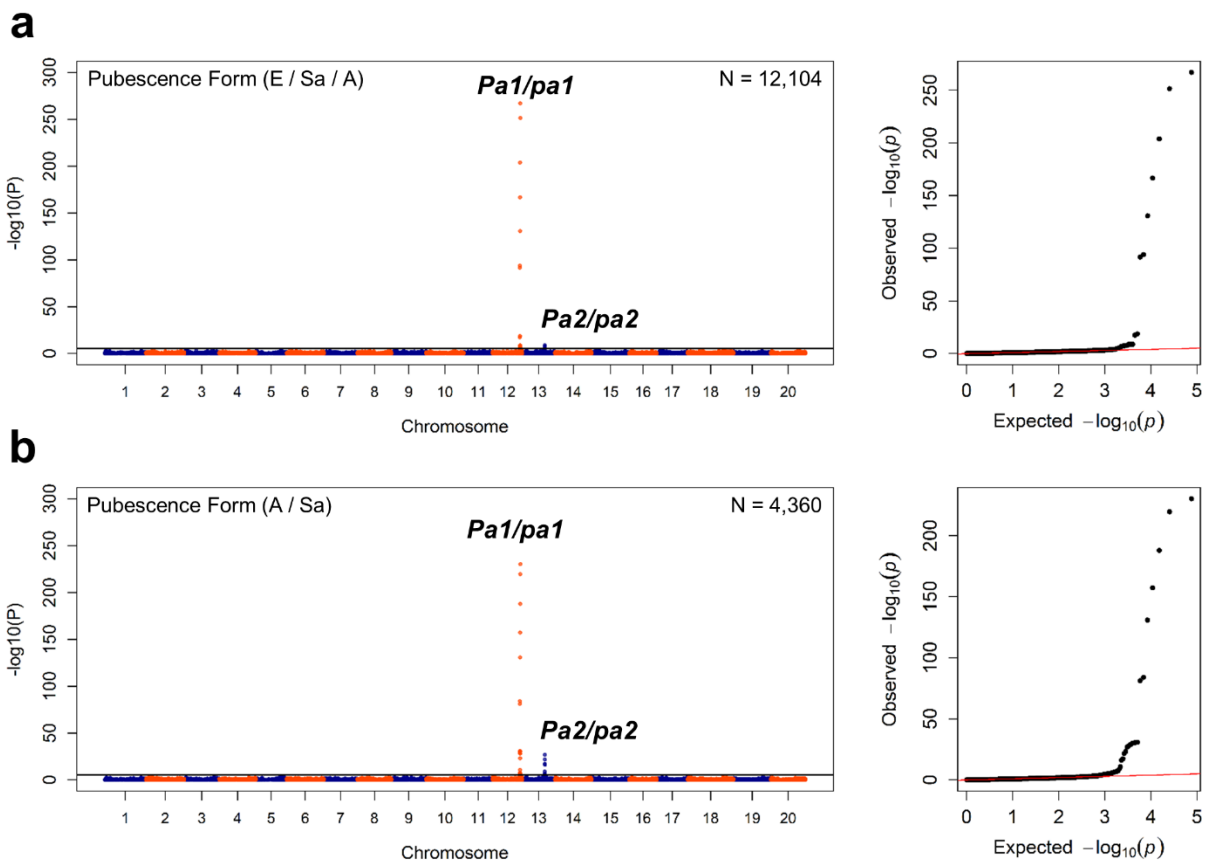 a
Pubescence Form (E / Sa / A)
N = 12,104
Pa1/pa1
Pa2/pa2
-log10(P)
300
250
200
150
100
50
0
1 2 3 4 5 6 7 8 9 10 11 12 13 14 15 16 17 18 19 20
Chromosome
Observed −log₁₀(p)
250
200
150
100
50
0
0 1 2 3 4 5
Expected −log₁₀(p)
b
Pubescence Form (A / Sa)
N = 4,360
Pa1/pa1
Pa2/pa2
-log10(P)
300
250
200
150
100
50
0
1 2 3 4 5 6 7 8 9 10 11 12 13 14 15 16 17 18 19 20
Chromosome
Observed −log₁₀(p)
200
150
100
50
0
0 1 2 3 4 5
Expected −log₁₀(p)